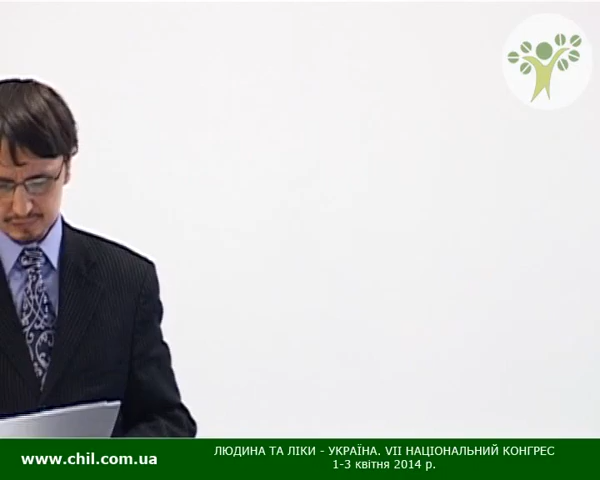 www.chil.com.ua
ЛЮДИНА ТА ЛІКИ - УКРАЇНА. VII НАЦІОНАЛЬНИЙ КОНГРЕС
1-3 квітня 2014 р.